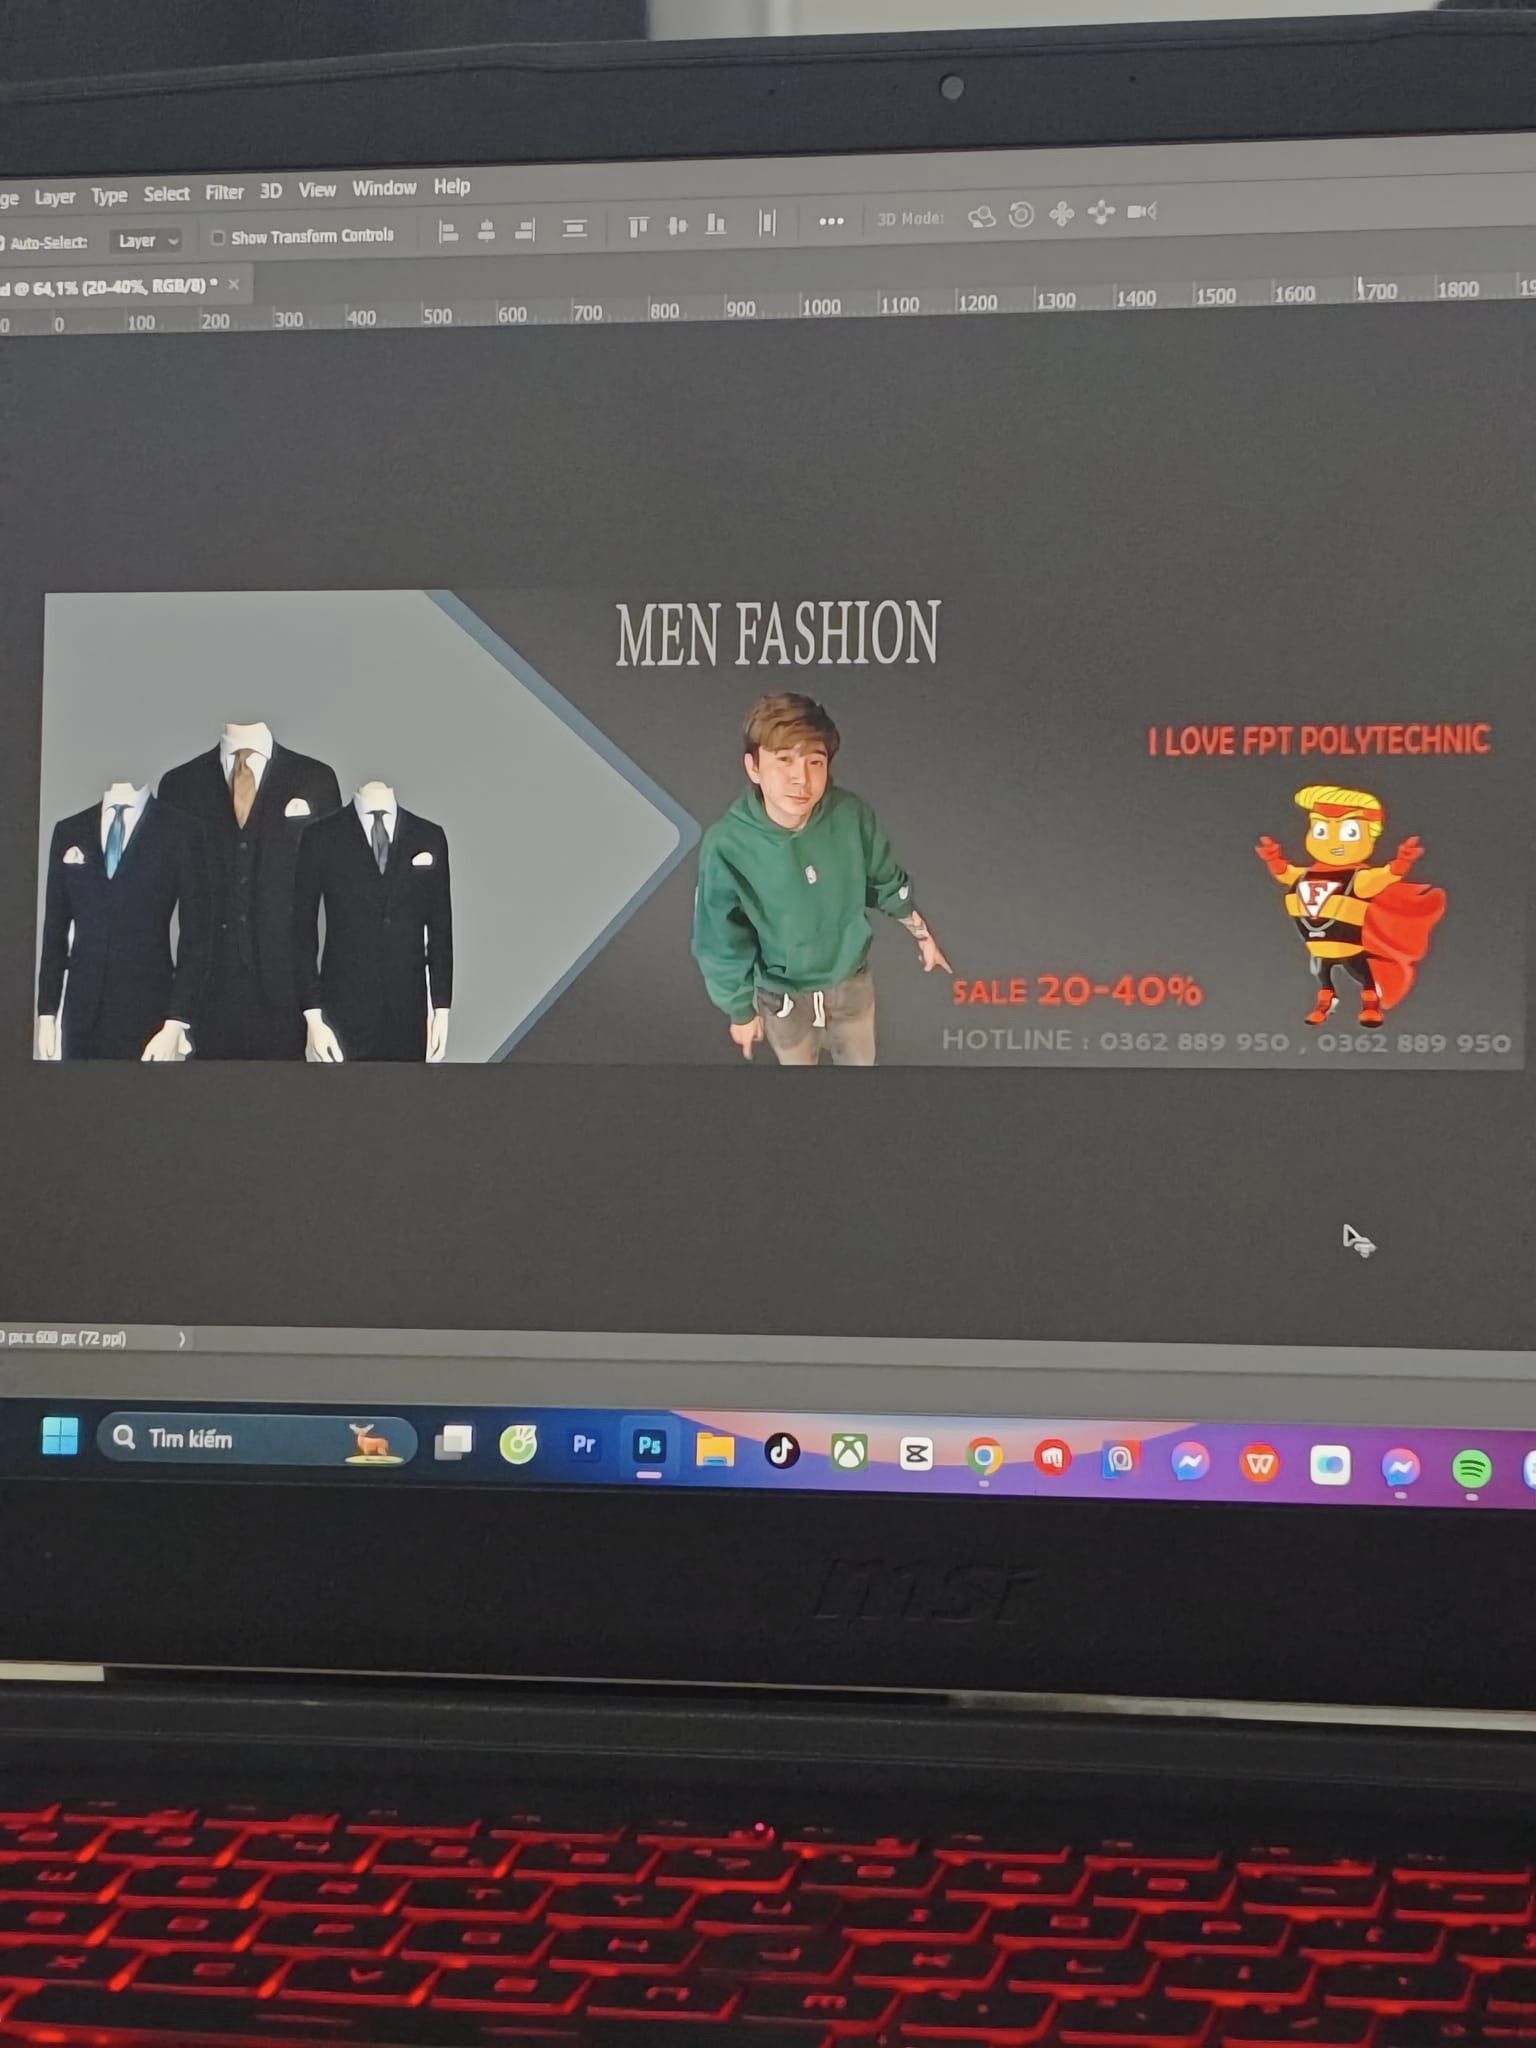 ge Layer Type Select Filter 3D View Window Help
Auto-Select: Layer Show Transform Controls ••• 3D Mode:
d @ 64,1% (20-40%, RGB/8) * ×
0 0 100 200 300 400 500 600 700 800 900 1000 1100 1200 1300 1400 1500 1600 1700 1800 19
MEN FASHION
I LOVE FPT POLYTECHNIC
F
SALE 20-40%
HOTLINE : 0362 889 950 , 0362 889 950
0 px x 600 px (72 ppi)
Tìm kiếm
Pr
Ps
msi